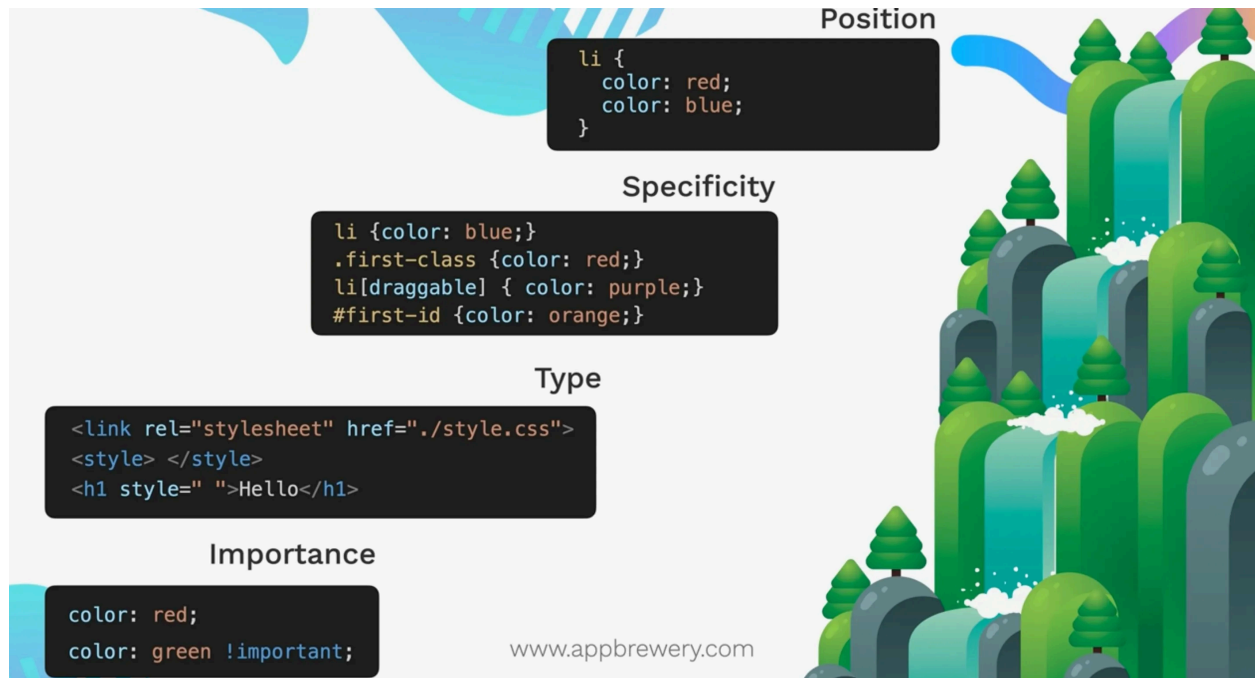 Position
li {
color: red;
color: blue;
}
Specificity
li {color: blue;}
.first-class {color: red;}
li[draggable] { color: purple;}
#first-id {color: orange;}
Type
<link rel="stylesheet" href="./style.css">
<style> </style>
<h1 style=" ">Hello</h1>
Importance
color: red;
color: green !important;
www.appbrewery.com